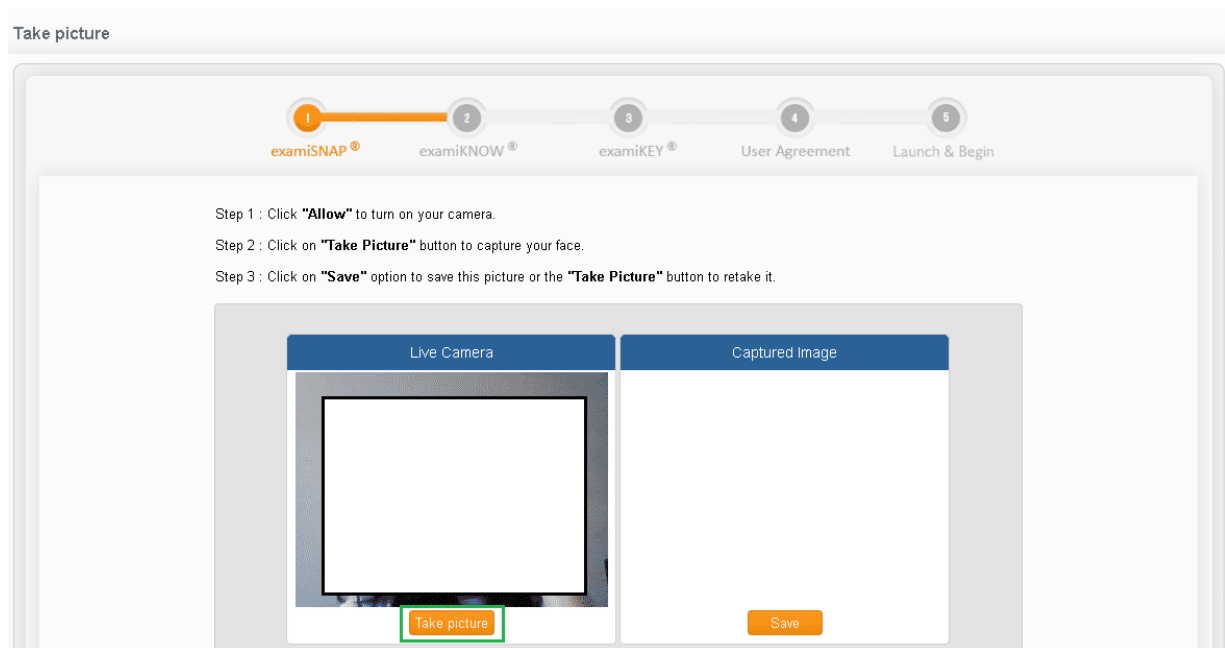 Take picture
1 2 3 4 5
examiSNAP ® examiKNOW ® examiKEY ® User Agreement Launch & Begin
Step 1 : Click "Allow" to turn on your camera.
Step 2 : Click on "Take Picture" button to capture your face.
Step 3 : Click on "Save" option to save this picture or the "Take Picture" button to retake it.
Live Camera Captured Image
Take picture Save